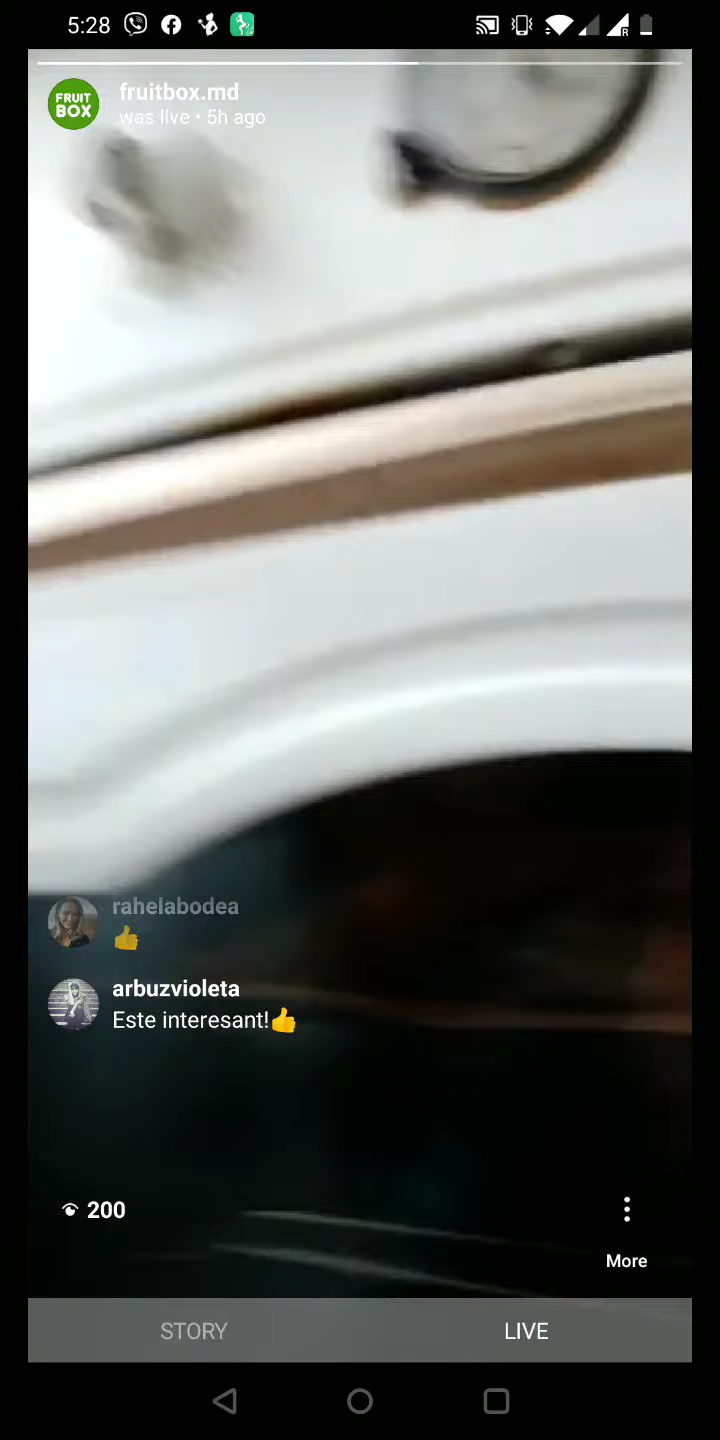 5:28
R
FRUIT
BOX
fruitbox.md
was live • 5h ago
rahelabodea
👍
arbuzvioleta
Este interesant!👍
200
More
STORY
LIVE